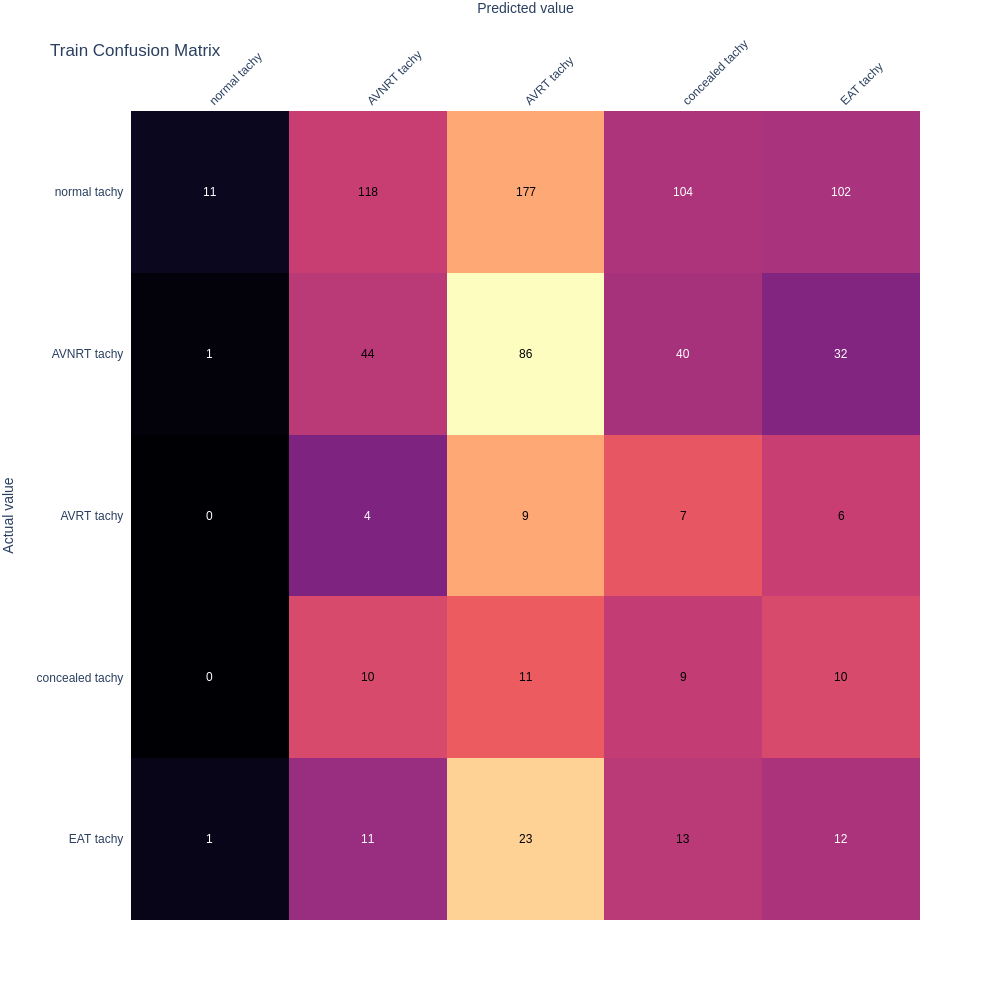 Predicted value
Train Confusion Matrix
normal tachy
AVNRT tachy
AVRT tachy
concealed tachy
EAT tachy
normal tachy 11 118 177 104 102
AVNRT tachy 1 44 86 40 32
AVRT tachy 0 4 9 7 6
concealed tachy 0 10 11 9 10
EAT tachy 1 11 23 13 12
Actual value